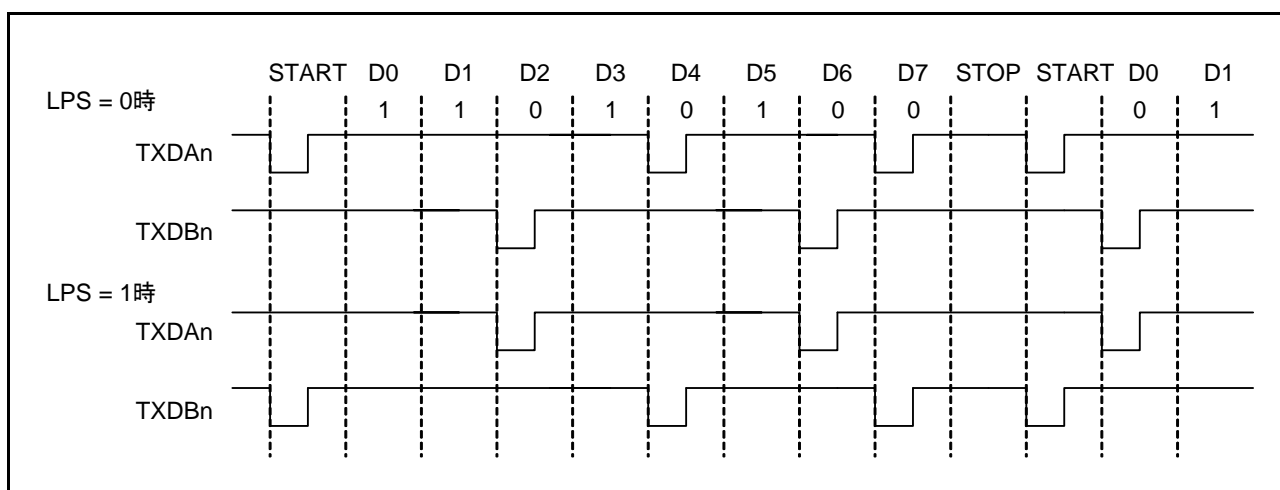 START D0 D1 D2 D3 D4 D5 D6 D7 STOP START D0 D1
LPS = 0時 1 1 0 1 0 1 0 0 0 1
TXDAn
TXDBn
LPS = 1時
TXDAn
TXDBn